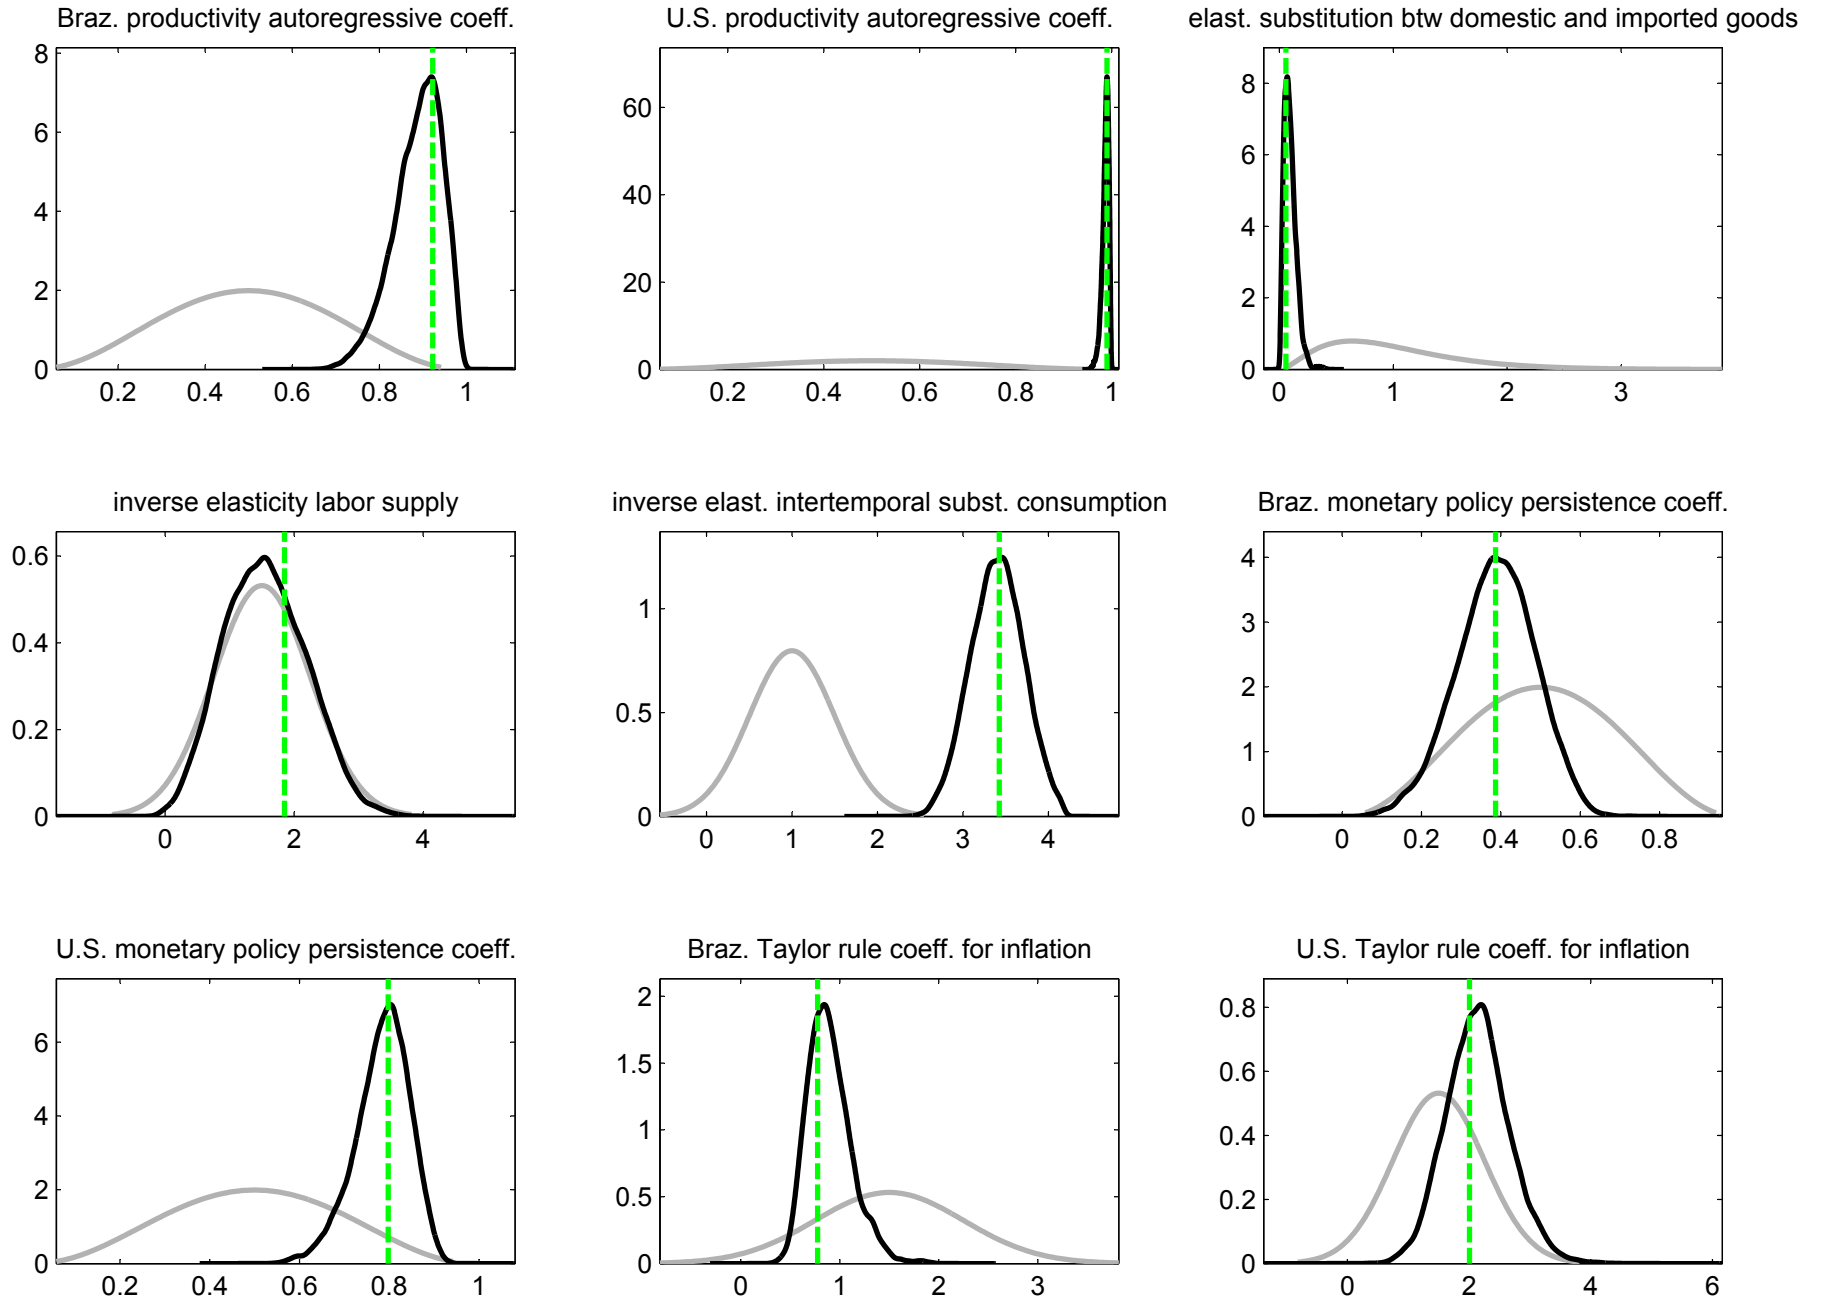 Braz. productivity autoregressive coeff.
8
6
4
2
0
0.2 0.4 0.6 0.8 1
U.S. productivity autoregressive coeff.
60
40
20
0
0.2 0.4 0.6 0.8 1
elast. substitution btw domestic and imported goods
8
6
4
2
0
0 1 2 3
inverse elasticity labor supply
0.6
0.4
0.2
0
0 2 4
inverse elast. intertemporal subst. consumption
1
0.5
0
0 1 2 3 4
Braz. monetary policy persistence coeff.
4
3
2
1
0
0 0.2 0.4 0.6 0.8
U.S. monetary policy persistence coeff.
6
4
2
0
0.2 0.4 0.6 0.8 1
Braz. Taylor rule coeff. for inflation
2
1.5
1
0.5
0
0 1 2 3
U.S. Taylor rule coeff. for inflation
0.8
0.6
0.4
0.2
0
0 2 4 6